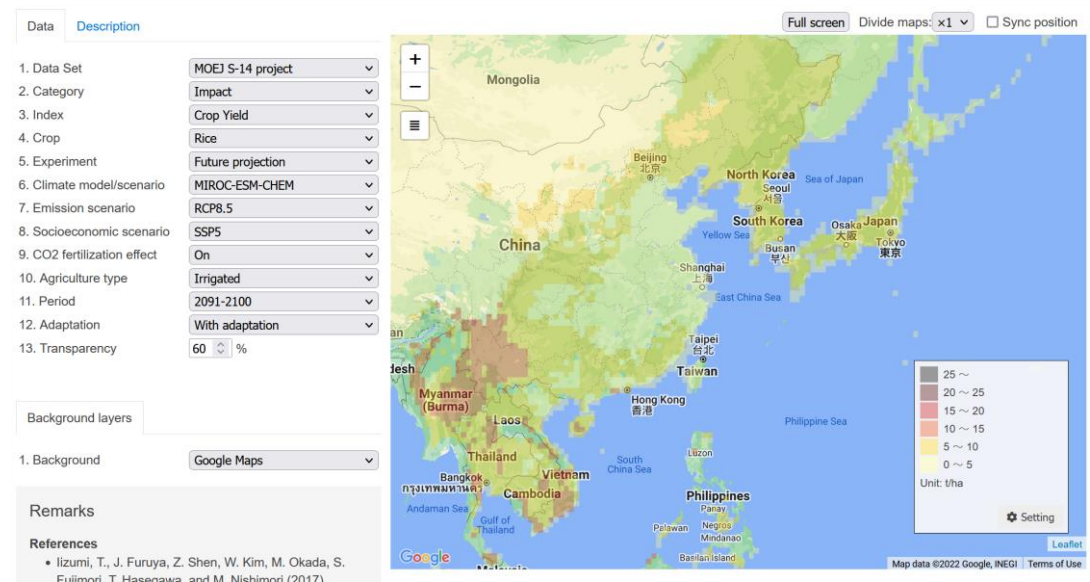 Data
Description
Full screen
Divide maps: ×1
Sync position
1. Data Set MOEJ S-14 project
2. Category Impact
3. Index Crop Yield
4. Crop Rice
5. Experiment Future projection
6. Climate model/scenario MIROC-ESM-CHEM
7. Emission scenario RCP8.5
8. Socioeconomic scenario SSP5
9. CO2 fertilization effect On
10. Agriculture type Irrigated
11. Period 2091-2100
12. Adaptation With adaptation
13. Transparency 60 %
Background layers
1. Background Google Maps
Remarks
References
• Iizumi, T., J. Furuya, Z. Shen, W. Kim, M. Okada, S.
Fujimori, T. Hasegawa, and M. Nishimori (2017)
+
−
Mongolia
Beijing
北京
North Korea
Seoul
서울
Sea of Japan
South Korea
Osaka
大阪
Japan
Tokyo
東京
Yellow Sea
Busan
부산
China
Shanghai
上海
East China Sea
an
desh
Taipei
台北
Taiwan
Myanmar
(Burma)
Hong Kong
香港
Laos
Philippine Sea
Thailand
Luzon
South
China Sea
Bangkok
กรุงเทพมหานคร
Vietnam
Cambodia
Philippines
Andaman Sea
Gulf of
Thailand
Panay
Negros
Palawan
Mindanao
Basilan Island
Malaysia
Google
25 ～
20 ～ 25
15 ～ 20
10 ～ 15
5 ～ 10
0 ～ 5
Unit: t/ha
Setting
Leaflet
Map data ©2022 Google, INEGI
Terms of Use